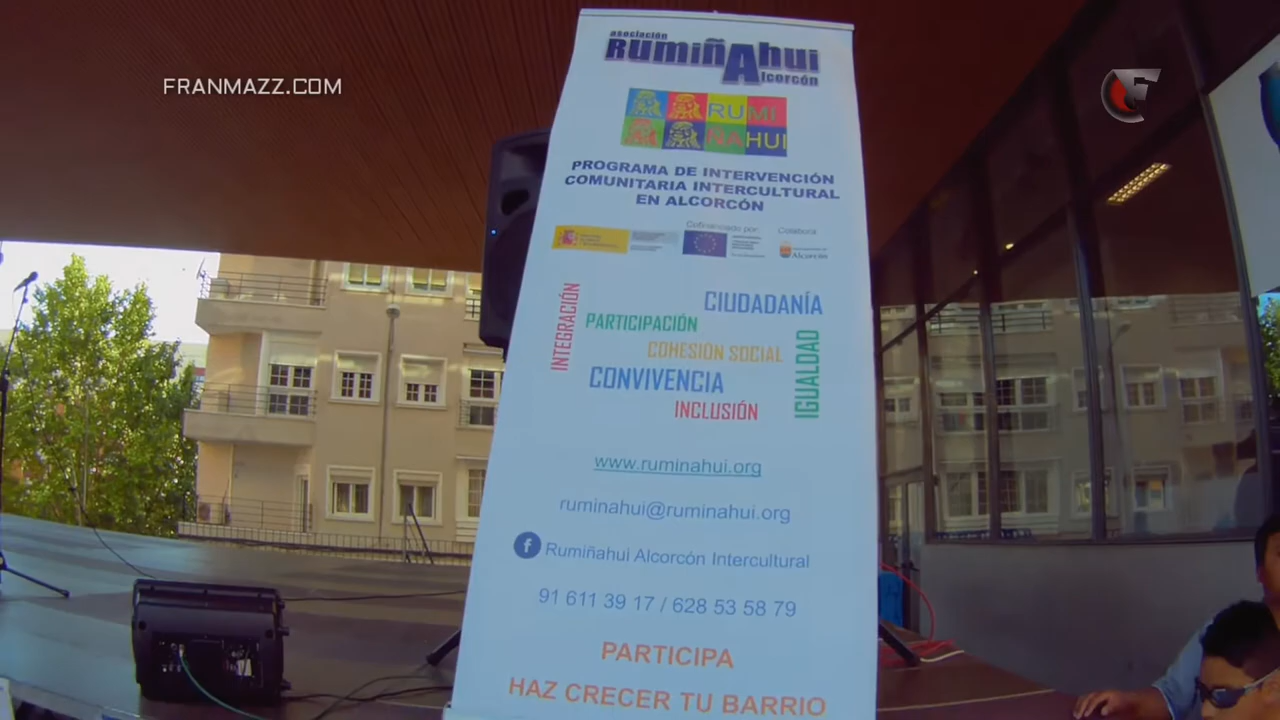 FRANMAZZ.COM
asociación
RumiñAhui
Alcorcón
RUMI
ÑAHUI
PROGRAMA DE INTERVENCIÓN
COMUNITARIA INTERCULTURAL
EN ALCORCÓN
Cofinanciado por:
Colabora
Alcorcón
CIUDADANÍA
INTEGRACIÓN
PARTICIPACIÓN
COHESIÓN SOCIAL
IGUALDAD
CONVIVENCIA
INCLUSIÓN
www.ruminahui.org
ruminahui@ruminahui.org
f Rumiñahui Alcorcón Intercultural
91 611 39 17 / 628 53 58 79
PARTICIPA
HAZ CRECER TU BARRIO